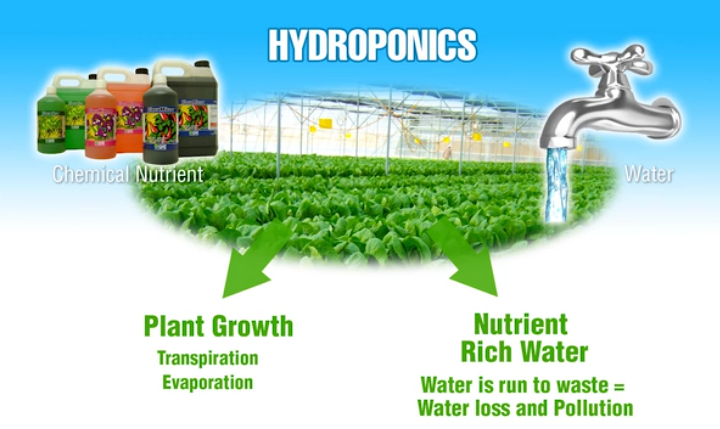 HYDROPONICS
Chemical Nutrient
Water
Plant Growth
Transpiration
Evaporation
Nutrient
Rich Water
Water is run to waste =
Water loss and Pollution